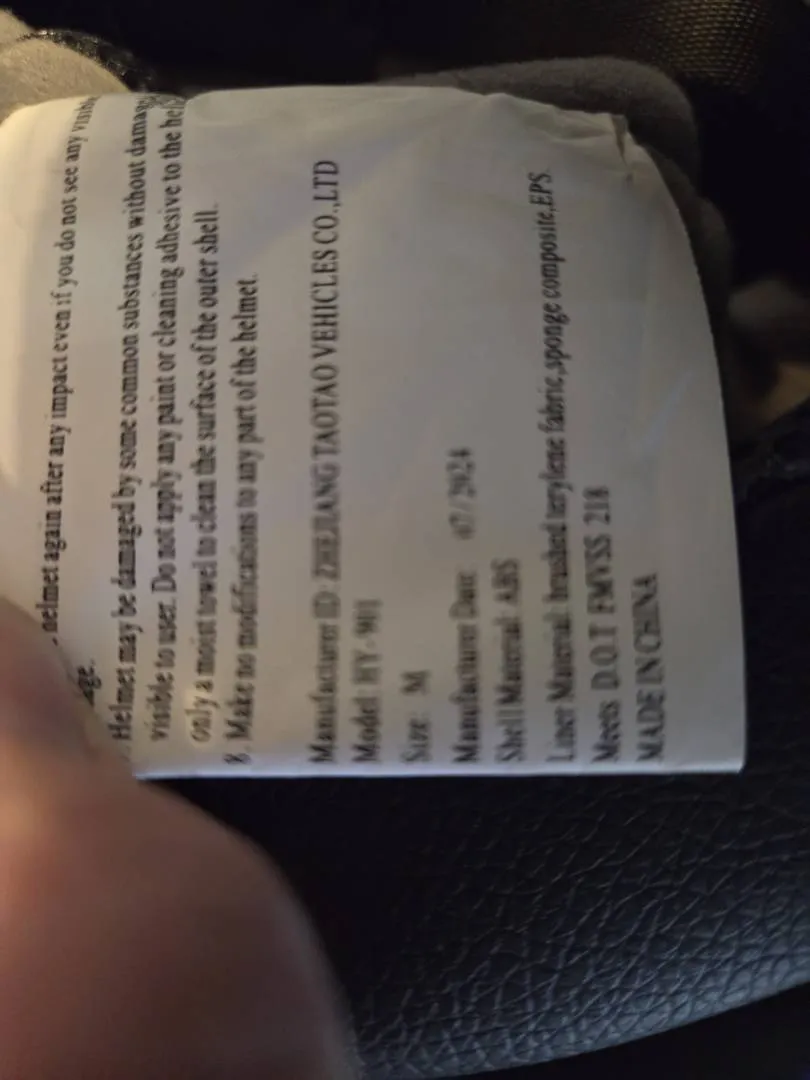 helmet again after any impact even if you do not see any visib
age.
Helmet may be damaged by some common substances without damag
visible to user. Do not apply any paint or cleaning adhesive to the hel
only a moist towel to clean the surface of the outer shell.
8. Make no modifications to any part of the helmet.
Manufacturer ID: ZHEJIANG TAOTAO VEHICLES CO.,LTD
Model: HY-901
Size: M
Manufacturer Date: 07/2024
Shell Material: ABS
Liner Material: brushed terylene fabric,sponge composite,EPS.
Meets D.O.T FMVSS 218
MADE IN CHINA